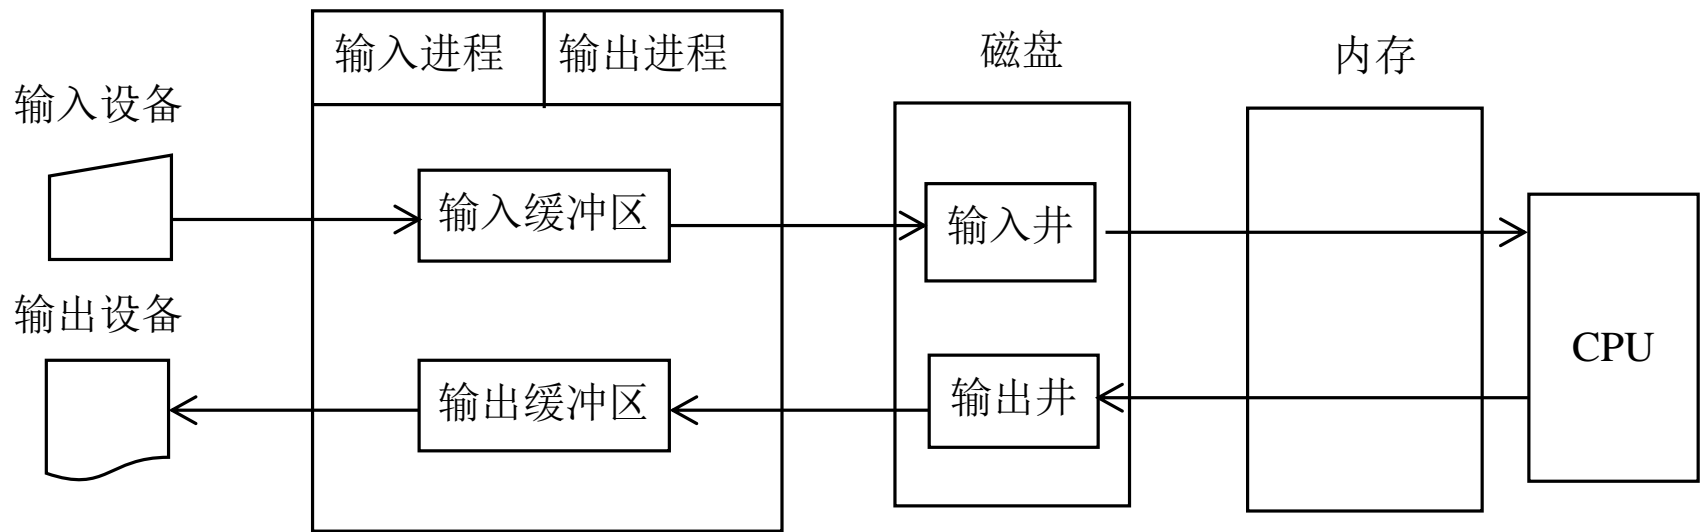 输入进程
输出进程
磁盘
内存
输入设备
输入缓冲区
输入井
输出设备
CPU
输出缓冲区
输出井